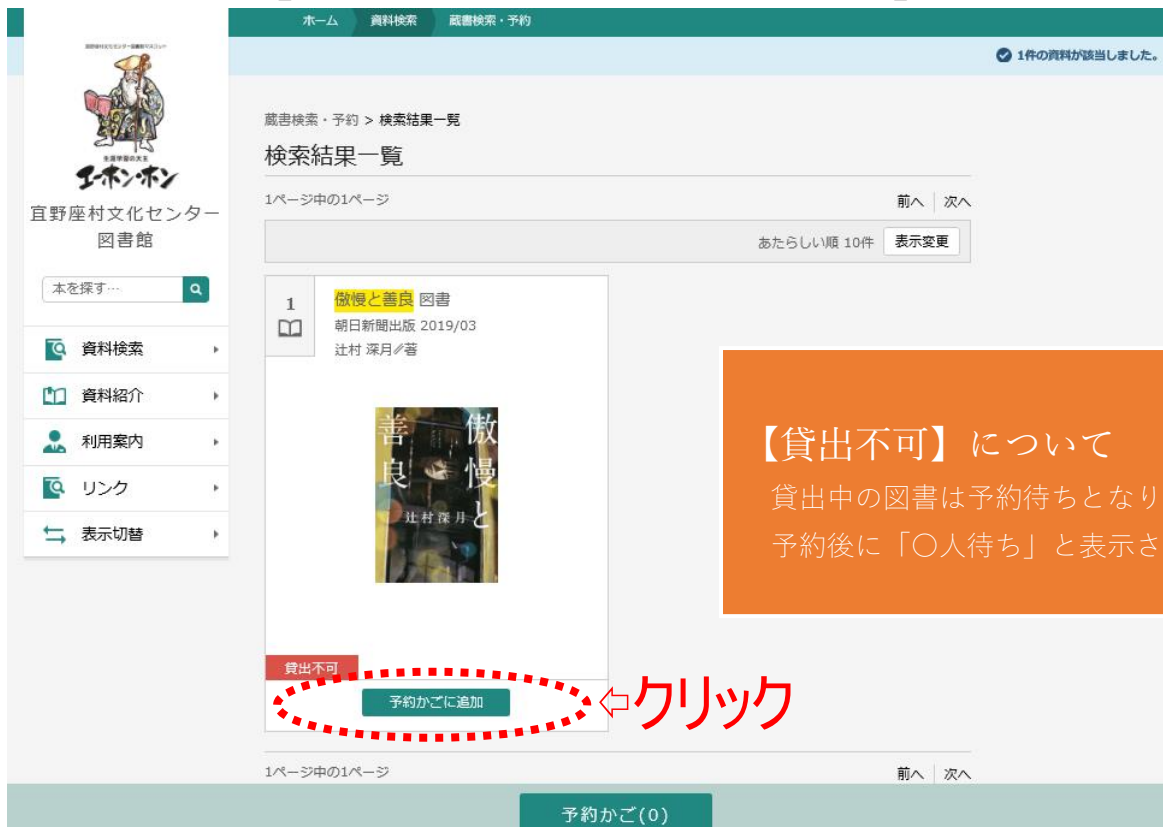 ホーム 資料検索 蔵書検索・予約
1件の資料が該当しました。
エーホン・ホン
宜野座村文化センター
図書館
本を探す…
資料検索
資料紹介
利用案内
リンク
表示切替
蔵書検索・予約 > 検索結果一覧
検索結果一覧
1ページ中の1ページ 前へ 次へ
あたらしい順 10件 表示変更
1 傲慢と善良 図書
朝日新聞出版 2019/03
辻村 深月∥著
傲慢と
善良
辻村深月
貸出不可
予約かごに追加
⇦クリック
【貸出不可】について
貸出中の図書は予約待ちとなり
予約後に「〇人待ち」と表示さ
1ページ中の1ページ 前へ 次へ
予約かご(0)